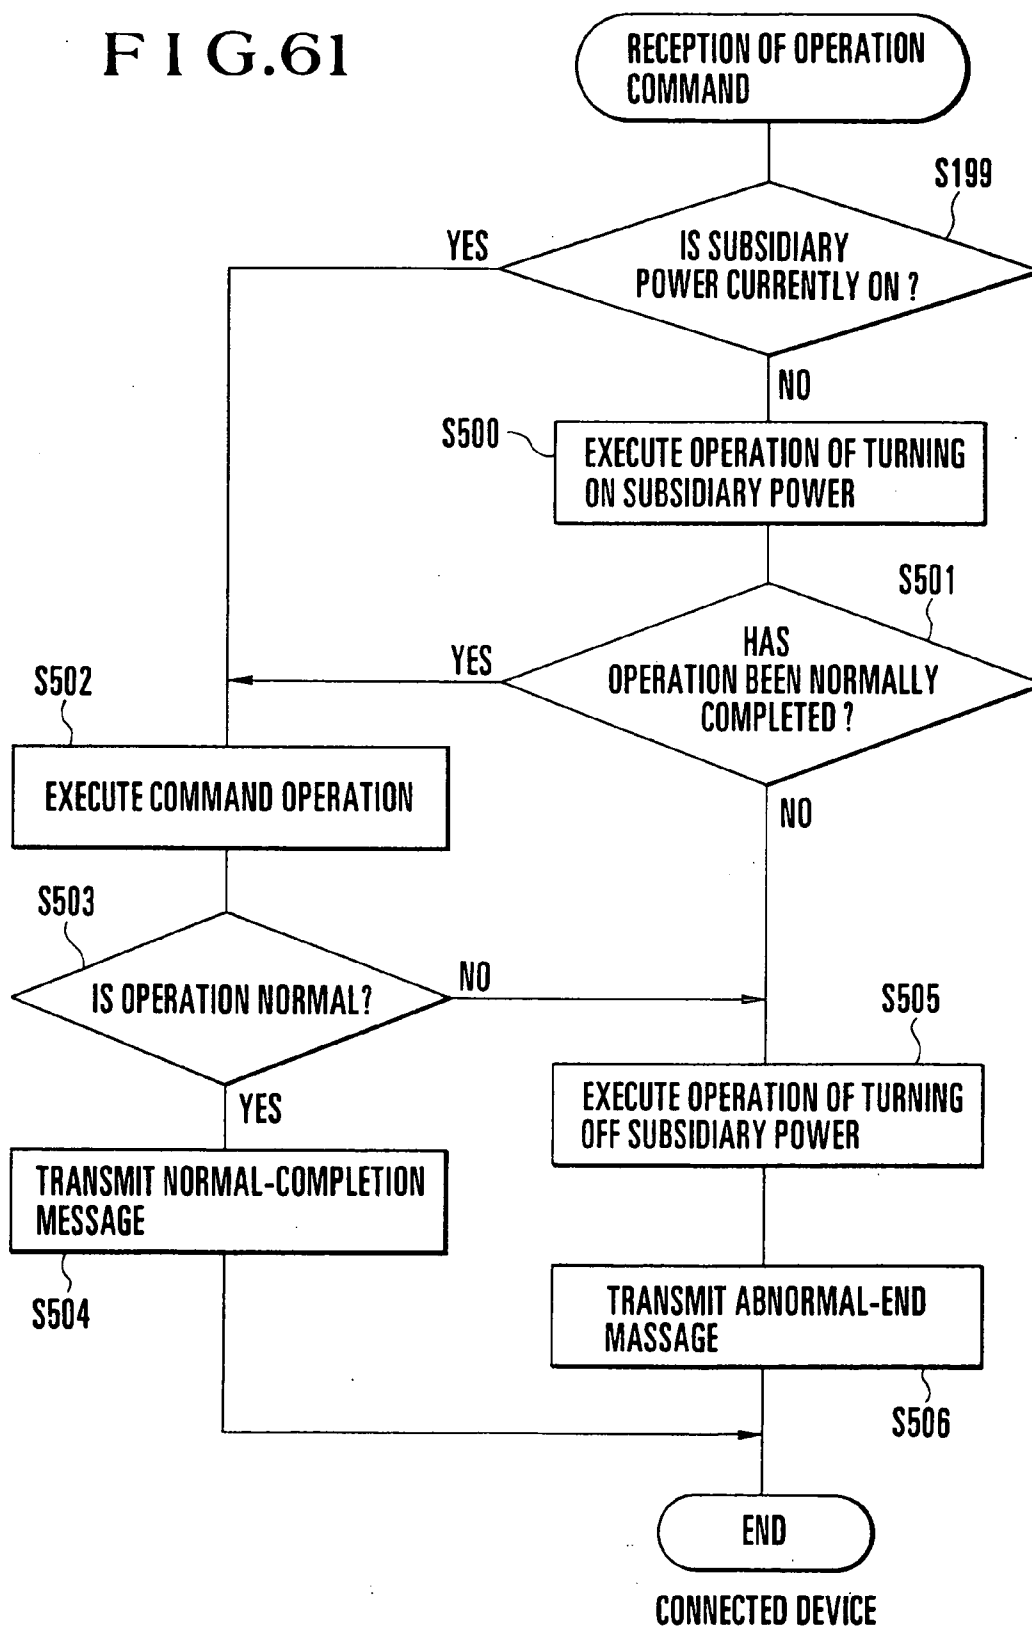 FIG.61
RECEPTION OF OPERATION
COMMAND
S199
IS SUBSIDIARY
POWER CURRENTLY ON ?
YES
NO
S500
EXECUTE OPERATION OF TURNING
ON SUBSIDIARY POWER
S501
HAS
OPERATION BEEN NORMALLY
COMPLETED ?
YES
NO
S502
EXECUTE COMMAND OPERATION
S503
IS OPERATION NORMAL?
NO
YES
S505
EXECUTE OPERATION OF TURNING
OFF SUBSIDIARY POWER
TRANSMIT NORMAL-COMPLETION
MESSAGE
S504
TRANSMIT ABNORMAL-END
MASSAGE
S506
END
CONNECTED DEVICE